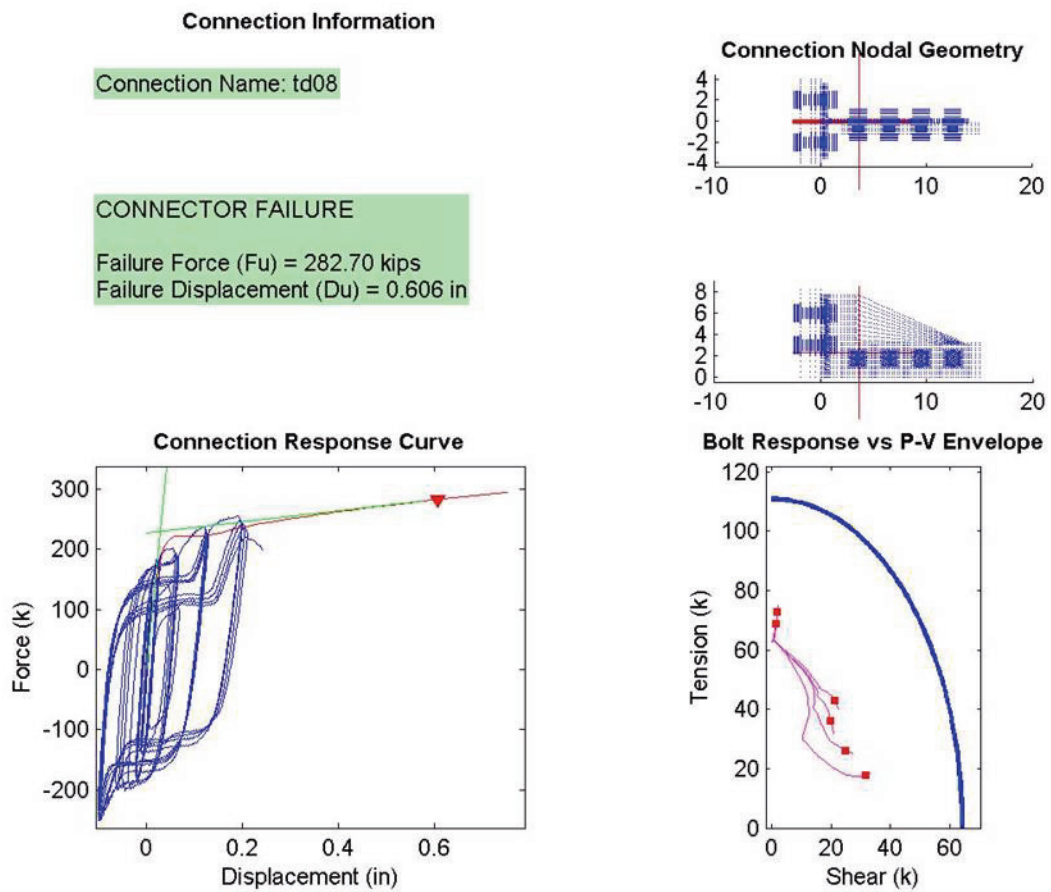 Connection Information
Connection Name: td08
CONNECTOR FAILURE
Failure Force (Fu) = 282.70 kips
Failure Displacement (Du) = 0.606 in
Connection Nodal Geometry
4
2
0
-2
-4
-10 0 10 20
8
6
4
2
0
-10 0 10 20
Connection Response Curve
300
200
100
0
-100
-200
Force (k)
0 0.2 0.4 0.6
Displacement (in)
Bolt Response vs P-V Envelope
120
100
80
60
40
20
0
Tension (k)
0 20 40 60
Shear (k)